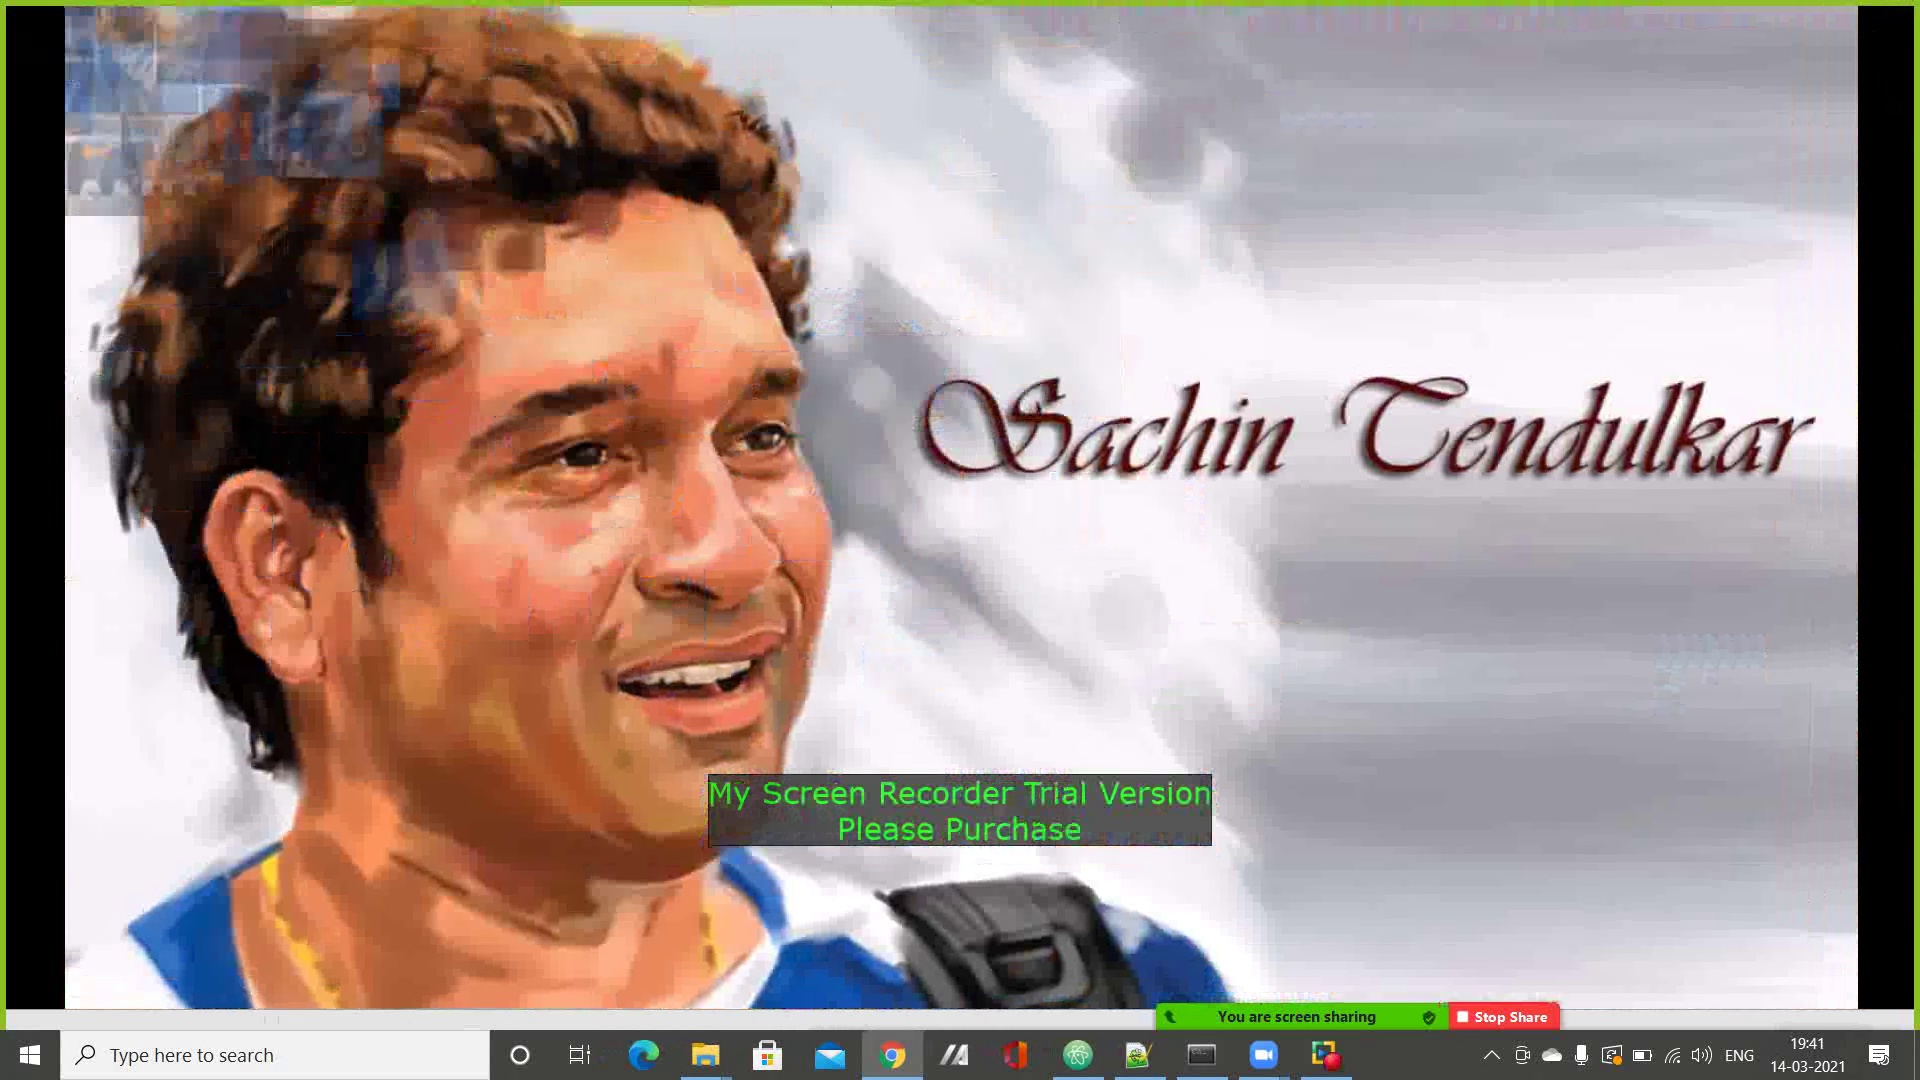 Sachin Tendulkar
My Screen Recorder Trial Version
Please Purchase
You are screen sharing
Stop Share
Type here to search
ENG
19:41
14-03-2021